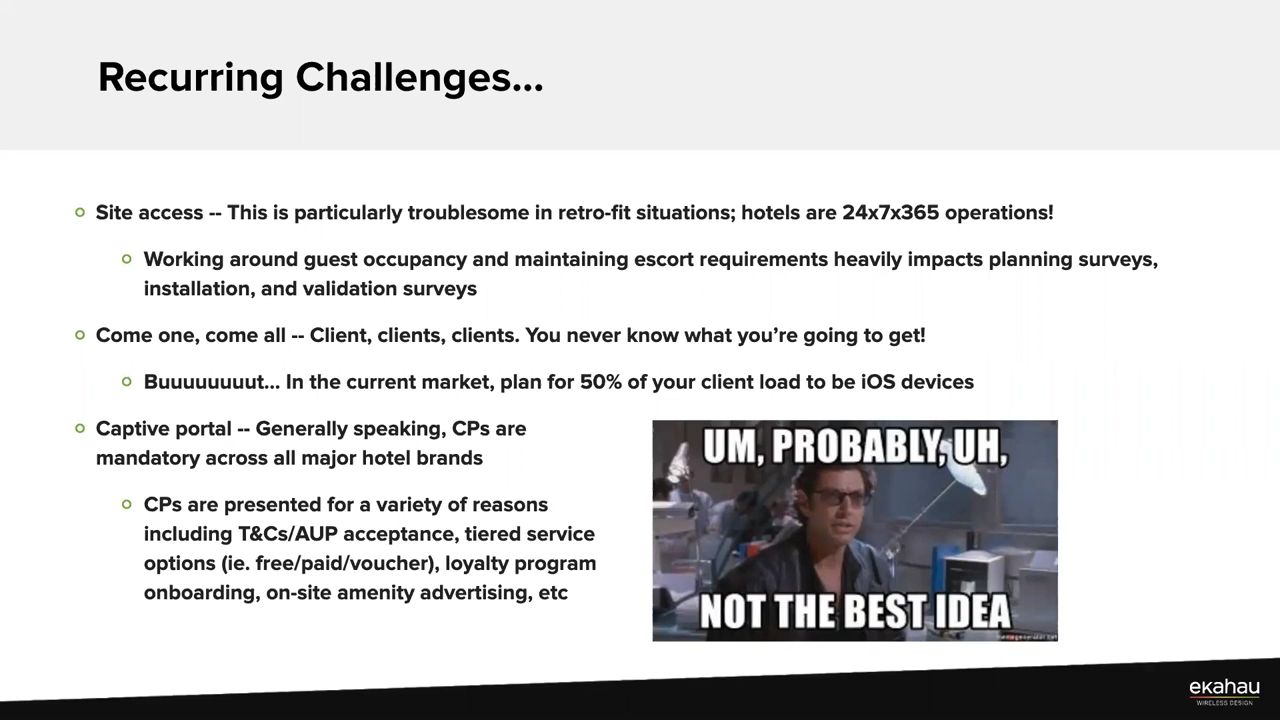 Recurring Challenges...
Site access -- This is particularly troublesome in retro-fit situations; hotels are 24x7x365 operations!
Working around guest occupancy and maintaining escort requirements heavily impacts planning surveys,
installation, and validation surveys
Come one, come all -- Client, clients, clients. You never know what you’re going to get!
Buuuuuuuut... In the current market, plan for 50% of your client load to be iOS devices
Captive portal -- Generally speaking, CPs are
mandatory across all major hotel brands
CPs are presented for a variety of reasons
including T&Cs/AUP acceptance, tiered service
options (ie. free/paid/voucher), loyalty program
onboarding, on-site amenity advertising, etc
UM, PROBABLY, UH,
NOT THE BEST IDEA
ekahau
WIRELESS DESIGN